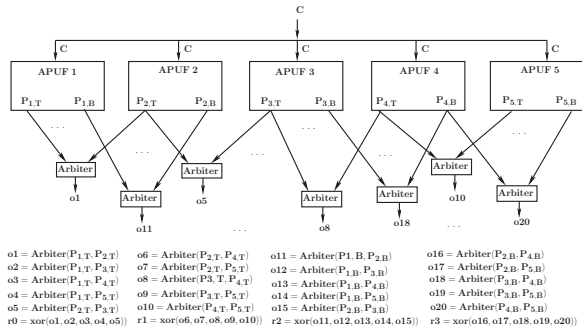 C
C C C C C
APUF 1 APUF 2 APUF 3 APUF 4 APUF 5
P1,T P1,B P2,T P2,B P3,T P3,B P4,T P4,B P5,T P5,B
... ... ... ...
Arbiter Arbiter Arbiter Arbiter Arbiter Arbiter Arbiter
o1 o11 o5 o8 o18 o10 o20
... ...
o1 = Arbiter(P1,T, P2,T)
o2 = Arbiter(P1,T, P3,T)
o3 = Arbiter(P1,T, P4,T)
o4 = Arbiter(P1,T, P5,T)
o5 = Arbiter(P2,T, P3,T)
r0 = xor(o1, o2, o3, o4, o5))
o6 = Arbiter(P2,T, P4,T)
o7 = Arbiter(P2,T, P5,T)
o8 = Arbiter(P3, T, P4,T)
o9 = Arbiter(P3,T, P5,T)
o10 = Arbiter(P4,T, P5,T)
r1 = xor(o6, o7, o8, o9, o10))
o11 = Arbiter(P1, B, P2,B)
o12 = Arbiter(P1,B, P3,B)
o13 = Arbiter(P1,B, P4,B)
o14 = Arbiter(P1,B, P5,B)
o15 = Arbiter(P2,B, P3,B)
r2 = xor(o11, o12, o13, o14, o15))
o16 = Arbiter(P2,B, P4,B)
o17 = Arbiter(P2,B, P5,B)
o18 = Arbiter(P3,B, P4,B)
o19 = Arbiter(P3,B, P5,B)
o20 = Arbiter(P4,B, P5,B)
r3 = xor(o16, o17, o18, o19, o20))